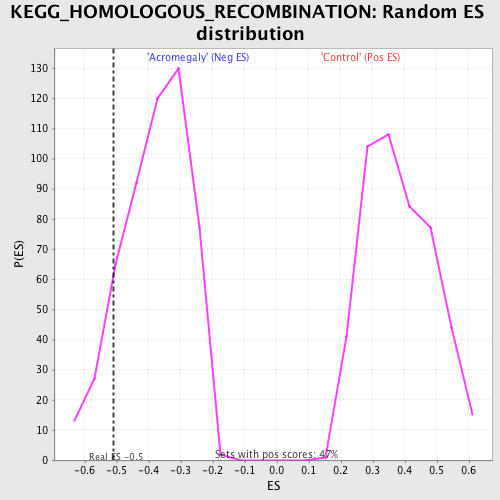 KEGG_HOMOLOGOUS_RECOMBINATION: Random ES
distribution
'Acromegaly' (Neg ES) 'Control' (Pos ES)
130
120
110
100
90
80
70
60
50
40
30
20
10
0
P(ES)
Real ES -0.5 Sets with pos scores: 47%
-0.6 -0.5 -0.4 -0.3 -0.2 -0.1 0.0 0.1 0.2 0.3 0.4 0.5 0.6
ES